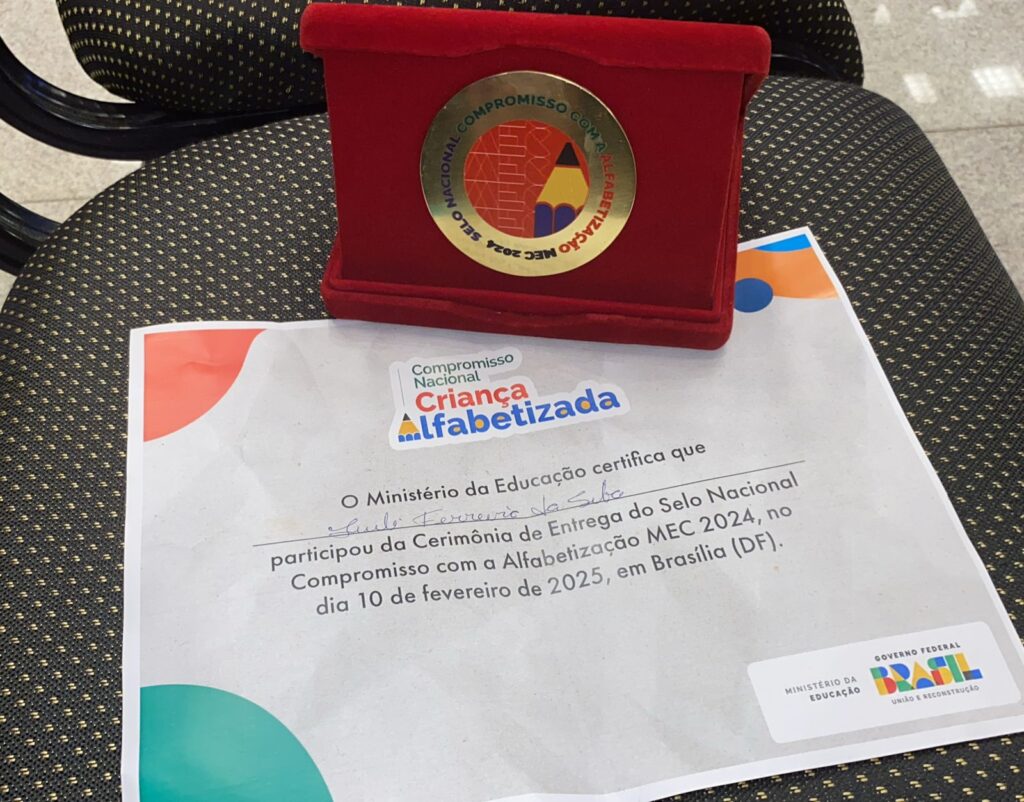 SELO NACIONAL COMPROMISSO COM A ALFABETIZAÇÃO MEC 2024
Compromisso
Nacional
Criança
Alfabetizada
O Ministério da Educação certifica que
Ferreira da Silva
participou da Cerimônia de Entrega do Selo Nacional
Compromisso com a Alfabetização MEC 2024, no
dia 10 de fevereiro de 2025, em Brasília (DF).
MINISTÉRIO DA
EDUCAÇÃO
GOVERNO FEDERAL
BRASIL
UNIÃO E RECONSTRUÇÃO